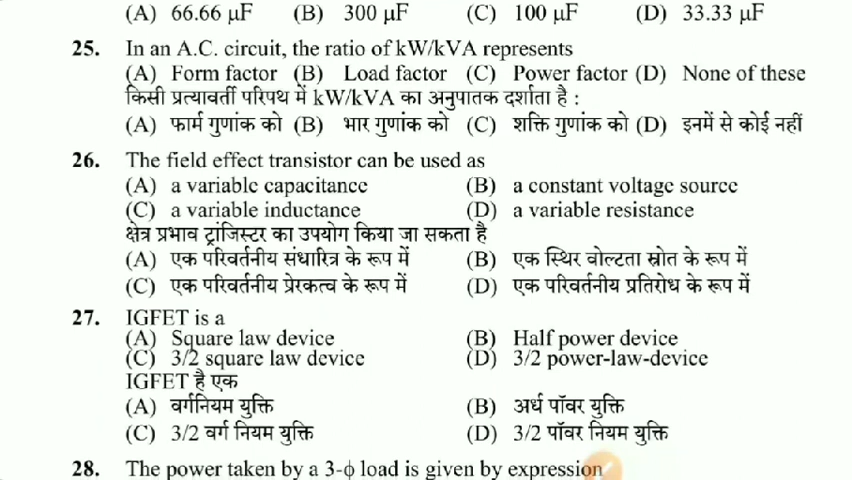 (A) 66.66 μF (B) 300 μF (C) 100 μF (D) 33.33 μF
25. In an A.C. circuit, the ratio of kW/kVA represents
(A) Form factor (B) Load factor (C) Power factor (D) None of these
किसी प्रत्यावर्ती परिपथ में kW/kVA का अनुपातक दर्शाता है :
(A) फार्म गुणांक को (B) भार गुणांक को (C) शक्ति गुणांक को (D) इनमें से कोई नहीं
26. The field effect transistor can be used as
(A) a variable capacitance (B) a constant voltage source
(C) a variable inductance (D) a variable resistance
क्षेत्र प्रभाव ट्रांजिस्टर का उपयोग किया जा सकता है
(A) एक परिवर्तनीय संधारित्र के रूप में (B) एक स्थिर वोल्टता स्रोत के रूप में
(C) एक परिवर्तनीय प्रेरकत्व के रूप में (D) एक परिवर्तनीय प्रतिरोध के रूप में
27. IGFET is a
(A) Square law device (B) Half power device
(C) 3/2 square law device (D) 3/2 power-law-device
IGFET है एक
(A) वर्गनियम युक्ति (B) अर्ध पॉवर युक्ति
(C) 3/2 वर्ग नियम युक्ति (D) 3/2 पॉवर नियम युक्ति
28. The power taken by a 3-ϕ load is given by expression